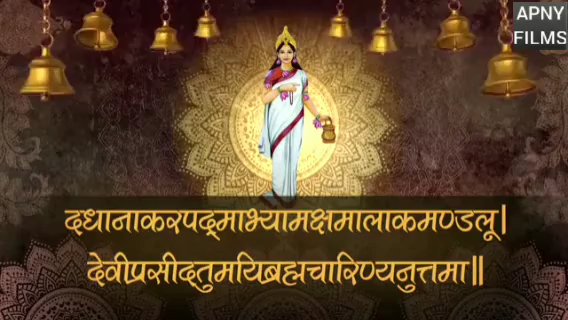 APNY
FILMS
दधानाकरपद्माभ्यामक्षमालाकमण्डलू।
देवीप्रसीदतुमयिब्रह्मचारिण्यनुत्तमा॥